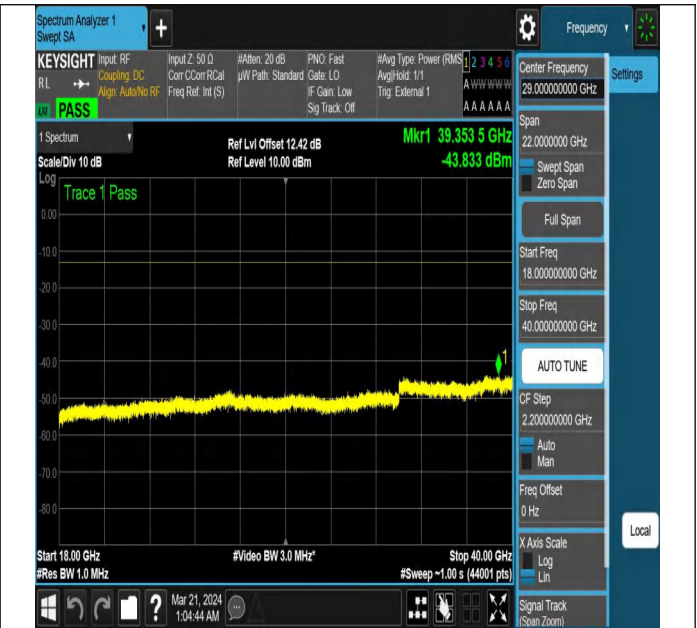 Spectrum Analyzer 1
Swept SA
+
Frequency
KEYSIGHT
RL
PASS
Input: RF
Coupling: DC
Align: Auto/No RF
Input Z: 50 Ω
Corr CCorr RCal
Freq Ref: Int (S)
#Atten: 20 dB
µW Path: Standard
PNO: Fast
Gate: LO
IF Gain: Low
Sig Track: Off
#Avg Type: Power (RMS
Avg|Hold: 1/1
Trig: External 1
1 2 3 4 5 6
A W W W W W
A A A A A A
Center Frequency
29.000000000 GHz
Settings
1 Spectrum
Scale/Div 10 dB
Ref Lvl Offset 12.42 dB
Ref Level 10.00 dBm
Mkr1 39.353 5 GHz
-43.833 dBm
Log
Trace 1 Pass
0.00
-10.0
-20.0
-30.0
-40.0
-50.0
-60.0
-70.0
-80.0
1
Start 18.00 GHz
#Res BW 1.0 MHz
#Video BW 3.0 MHz*
Stop 40.00 GHz
#Sweep ~1.00 s (44001 pts)
Span
22.0000000 GHz
Swept Span
Zero Span
Full Span
Start Freq
18.000000000 GHz
Stop Freq
40.000000000 GHz
AUTO TUNE
CF Step
2.200000000 GHz
Auto
Man
Freq Offset
0 Hz
X Axis Scale
Log
Lin
Signal Track
(Span Zoom)
Local
?
Mar 21, 2024
1:04:44 AM